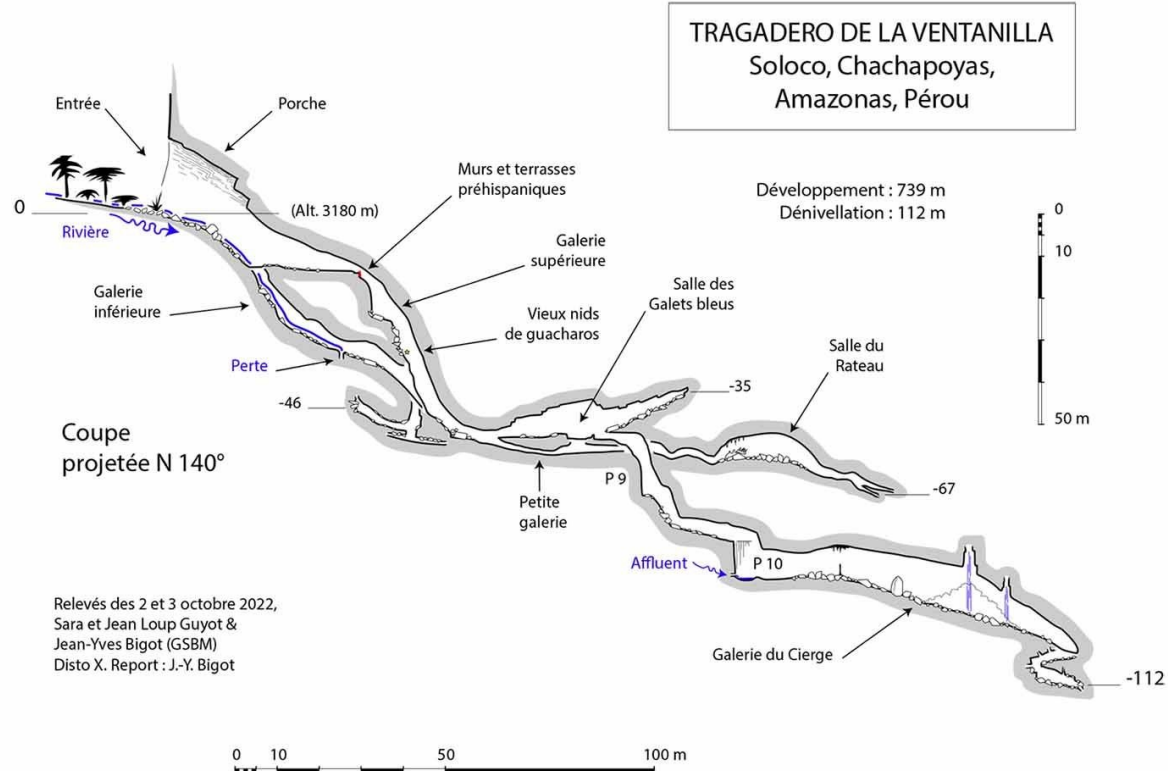 TRAGADERO DE LA VENTANILLA
Soloco, Chachapoyas,
Amazonas, Pérou
Entrée
Porche
Murs et terrasses
préhispaniques
Développement : 739 m
Dénivellation : 112 m
0
(Alt. 3180 m)
0
10
50 m
Rivière
Galerie
supérieure
Galerie
inférieure
Salle des
Galets bleus
Vieux nids
de guacharos
Salle du
Rateau
Perte
-35
-46
Coupe
projetée N 140°
P 9
-67
Petite
galerie
Affluent
P 10
Relevés des 2 et 3 octobre 2022,
Sara et Jean Loup Guyot &
Jean-Yves Bigot (GSBM)
Disto X. Report : J.-Y. Bigot
Galerie du Cierge
-112
0 10 50 100 m